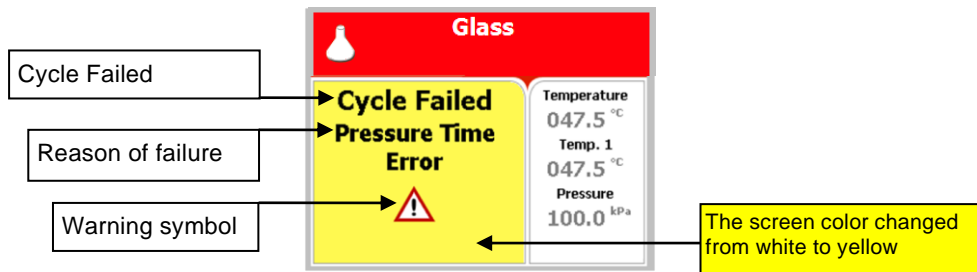 Glass
Cycle Failed
Cycle Failed
Pressure Time
Error
Reason of failure
Warning symbol
Temperature
047.5 °C
Temp. 1
047.5 °C
Pressure
100.0 kPa
The screen color changed
from white to yellow